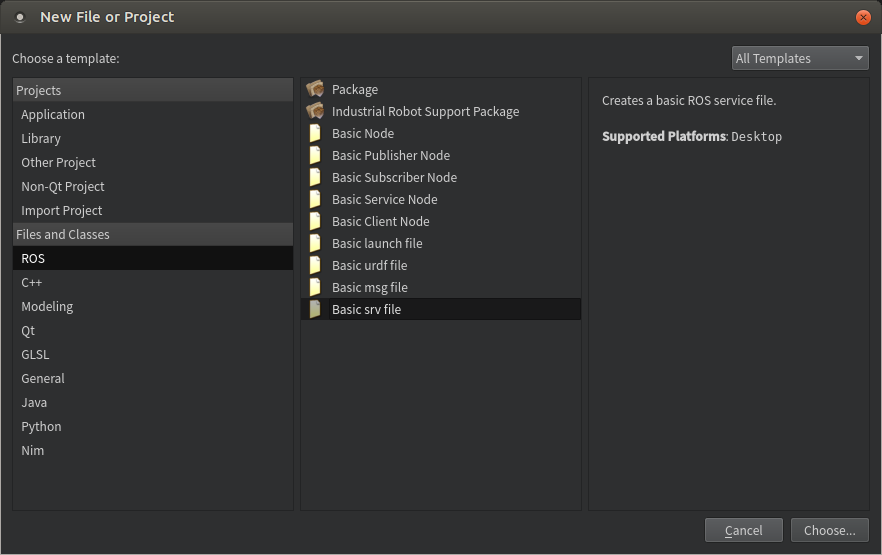 New File or Project
Choose a template:
All Templates
Projects
Application
Library
Other Project
Non-Qt Project
Import Project
Files and Classes
ROS
C++
Modeling
Qt
GLSL
General
Java
Python
Nim
Package
Industrial Robot Support Package
Basic Node
Basic Publisher Node
Basic Subscriber Node
Basic Service Node
Basic Client Node
Basic launch file
Basic urdf file
Basic msg file
Basic srv file
Creates a basic ROS service file.
Supported Platforms: Desktop
Cancel
Choose...